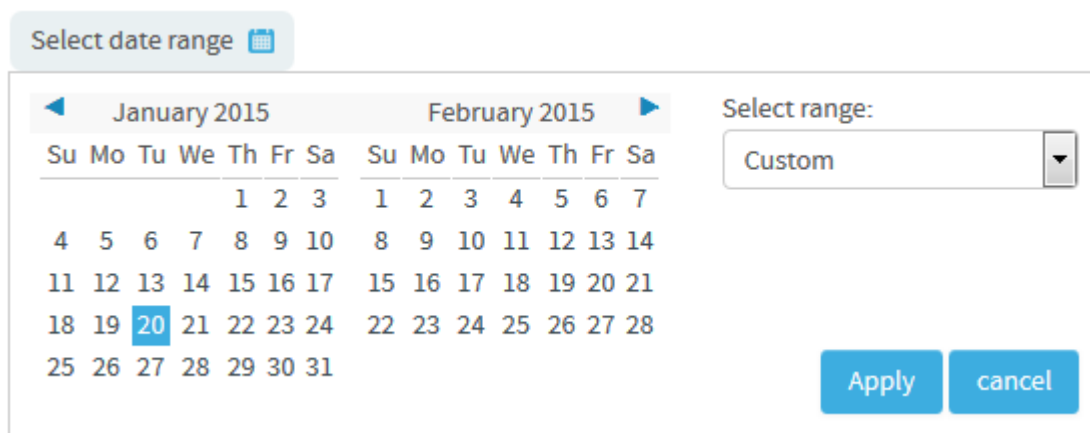 Select date range
January 2015 February 2015
Select range:
Su Mo Tu We Th Fr Sa Su Mo Tu We Th Fr Sa
Custom
1 2 3 1 2 3 4 5 6 7
4 5 6 7 8 9 10 8 9 10 11 12 13 14
11 12 13 14 15 16 17 15 16 17 18 19 20 21
18 19 20 21 22 23 24 22 23 24 25 26 27 28
25 26 27 28 29 30 31
Apply cancel